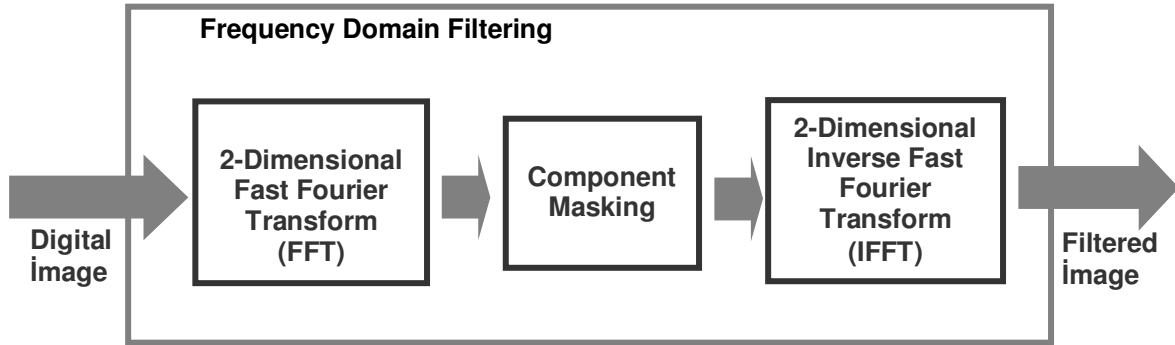 Frequency Domain Filtering
Digital
İmage
2-Dimensional
Fast Fourier
Transform
(FFT)
Component
Masking
2-Dimensional
Inverse Fast
Fourier
Transform
(IFFT)
Filtered
İmage